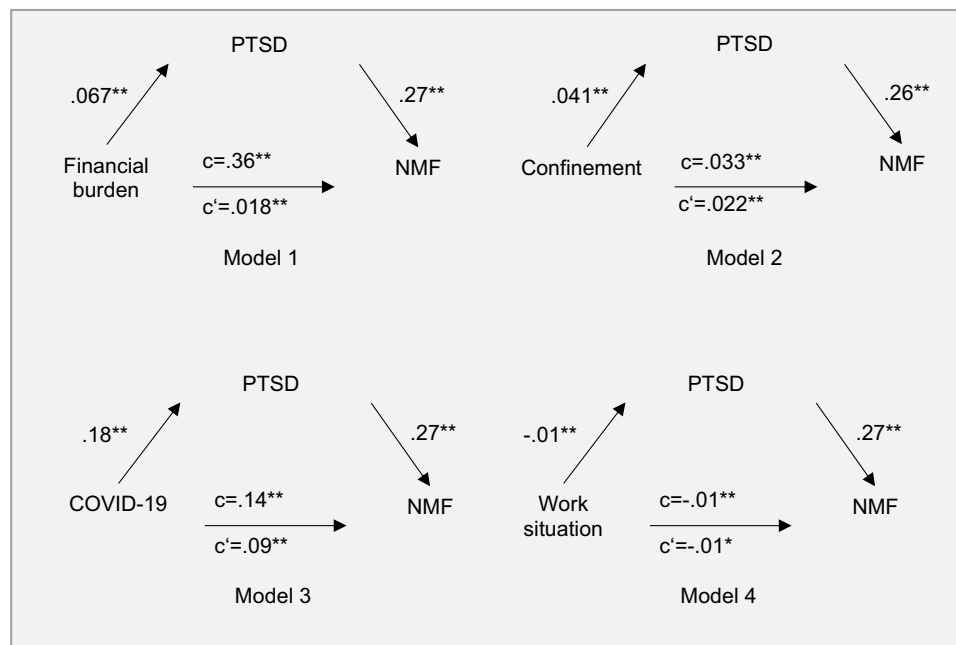 PTSD
.067**
.27**
Financial
burden
c=.36**
c‘=.018**
NMF
Model 1
PTSD
.041**
.26**
Confinement
c=.033**
c‘=.022**
NMF
Model 2
PTSD
.18**
.27**
COVID-19
c=.14**
c‘=.09**
NMF
Model 3
PTSD
-.01**
.27**
Work
situation
c=-.01**
c‘=-.01*
NMF
Model 4